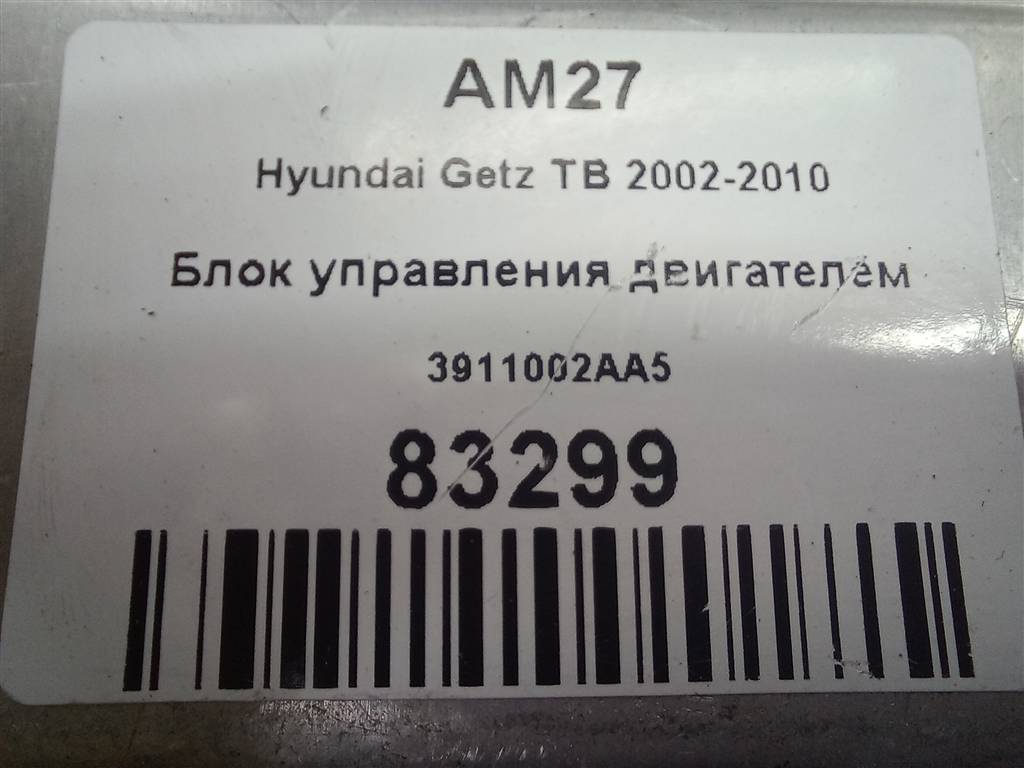 AM27
Hyundai Getz TB 2002-2010
Блок управления двигателем
3911002AA5
83299